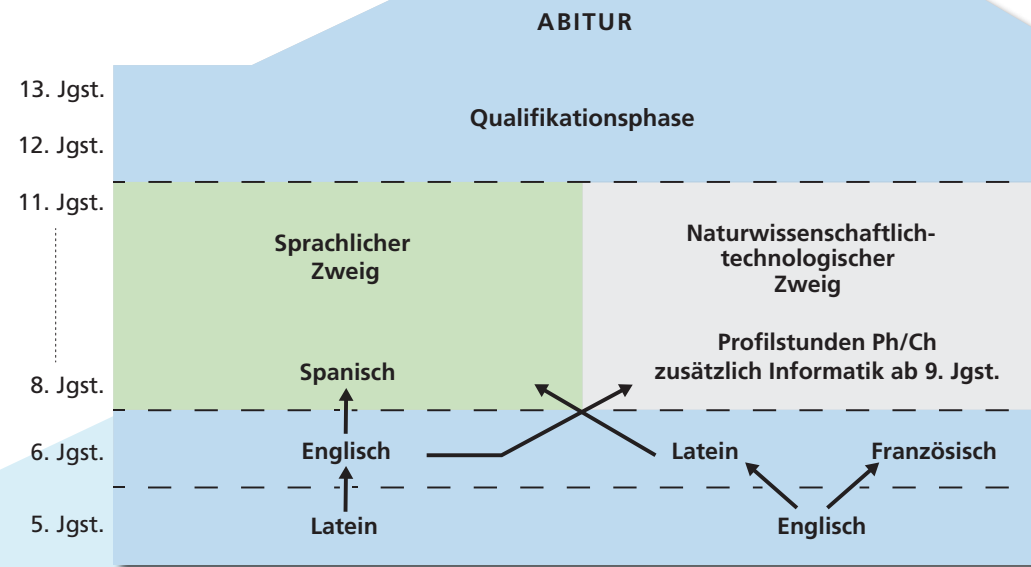 ABITUR
13. Jgst.
Qualifikationsphase
12. Jgst.
11. Jgst.
Sprachlicher
Zweig
Naturwissenschaftlich-
technologischer
Zweig
Profilstunden Ph/Ch
zusätzlich Informatik ab 9. Jgst.
8. Jgst.
Spanisch
6. Jgst.
Englisch
Latein
Französisch
5. Jgst.
Latein
Englisch